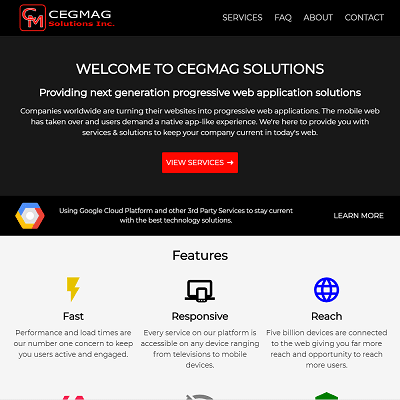 CEGMAG
Solutions Inc.
SERVICES FAQ ABOUT CONTACT
WELCOME TO CEGMAG SOLUTIONS
Providing next generation progressive web application solutions
Companies worldwide are turning their websites into progressive web applications. The mobile web
has taken over and users demand a native app-like experience. We're here to provide you with
services & solutions to keep your company current in today's web.
VIEW SERVICES →
Using Google Cloud Platform and other 3rd Party Services to stay current
with the best technology solutions.
LEARN MORE
Features
Fast
Performance and load times are
our number one concern to keep
you users active and engaged.
Responsive
Every service on our platform is
accessible on any device ranging
from televisions to mobile
devices.
Reach
Five billion devices are connected
to the web giving you far more
reach and opportunity to reach
more users.